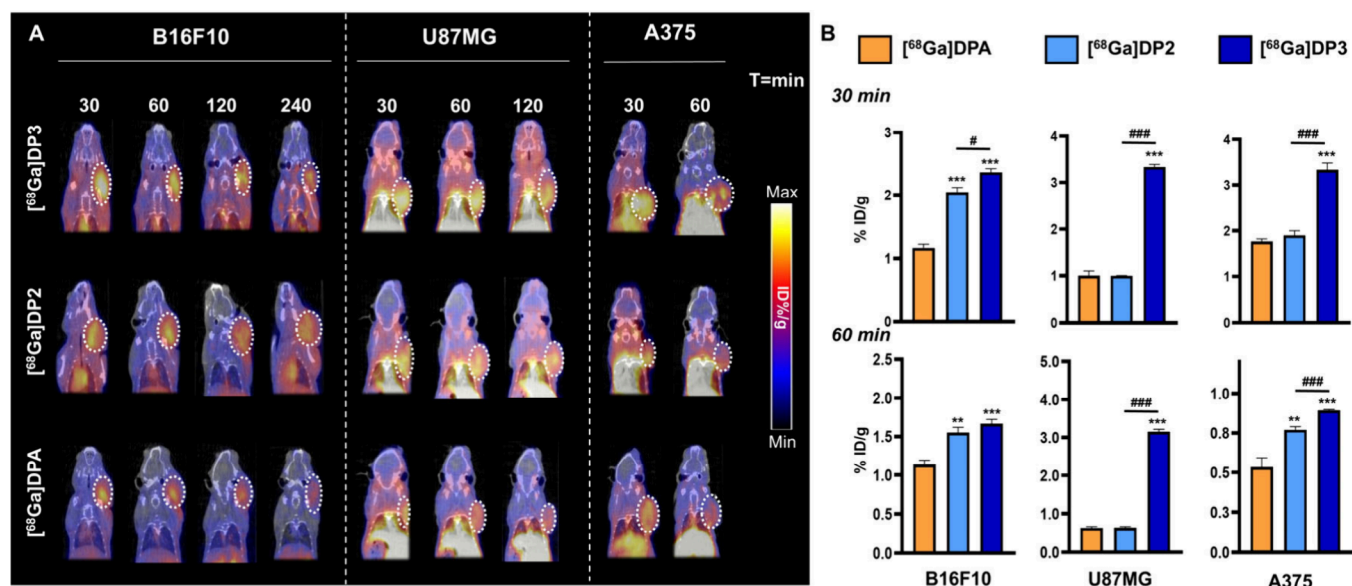 A
B16F10 U87MG A375
T=min
30 60 120 240 30 60 120 30 60
[⁶⁸Ga]DP3
[⁶⁸Ga]DP2
[⁶⁸Ga]DPA
Max
ID%/g
Min
B
[⁶⁸Ga]DPA [⁶⁸Ga]DP2 [⁶⁸Ga]DP3
30 min
% ID/g
3
2
1
0
***
#
***
4
3
2
1
0
###
***
4
3
2
1
0
###
***
60 min
% ID/g
2.5
2.0
1.5
1.0
0.5
0.0
**
***
5.0
4.0
3.0
2.0
1.0
0.0
###
***
1.0
0.8
0.5
0.3
0.0
**
###
***
B16F10 U87MG A375